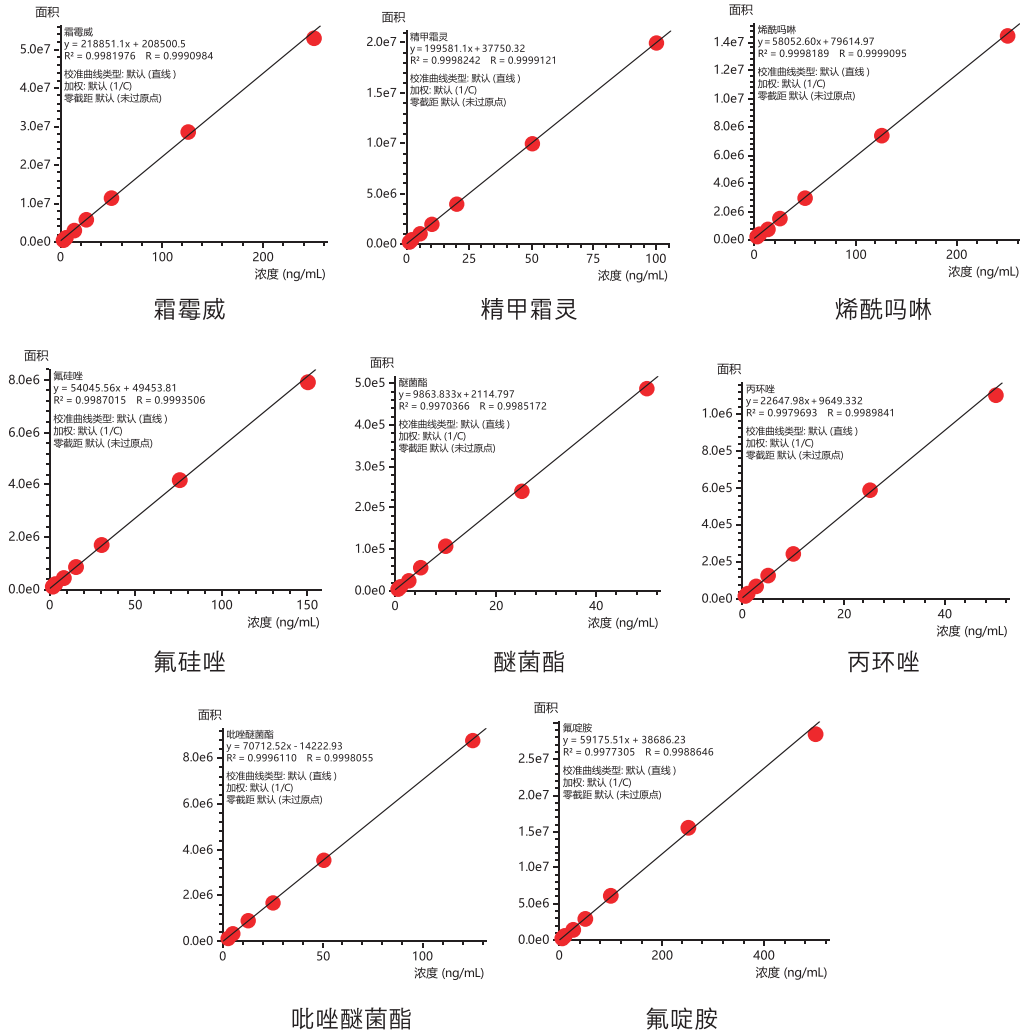 面积
霜霉威
y = 218851.1x + 208500.5
R² = 0.9981976 R = 0.9990984
校准曲线类型: 默认 (直线 )
加权: 默认 (1/C)
零截距 默认 (未过原点)
5.0e7
4.0e7
3.0e7
2.0e7
1.0e7
0.0e0
0
100
200
浓度 (ng/mL)
霜霉威
面积
精甲霜灵
y = 199581.1x + 37750.32
R² = 0.9998242 R = 0.9999121
校准曲线类型: 默认 (直线 )
加权: 默认 (1/C)
零截距 默认 (未过原点)
2.0e7
1.5e7
1.0e7
5.0e6
0.0e0
0
25
50
75
100
浓度 (ng/mL)
精甲霜灵
面积
烯酰吗啉
y = 58052.60x + 79614.97
R² = 0.9998189 R = 0.9999095
校准曲线类型: 默认 (直线 )
加权: 默认 (1/C)
零截距 默认 (未过原点)
1.4e7
1.2e7
1.0e7
8.0e6
6.0e6
4.0e6
2.0e6
0.0e0
0
100
200
浓度 (ng/mL)
烯酰吗啉
面积
氟硅唑
y = 54045.56x + 49453.81
R² = 0.9987015 R = 0.9993506
校准曲线类型: 默认 (直线 )
加权: 默认 (1/C)
零截距 默认 (未过原点)
8.0e6
6.0e6
4.0e6
2.0e6
0.0e0
0
50
100
150
浓度 (ng/mL)
氟硅唑
面积
醚菌酯
y = 9863.833x + 2114.797
R² = 0.9970366 R = 0.9985172
校准曲线类型: 默认 (直线 )
加权: 默认 (1/C)
零截距 默认 (未过原点)
5.0e5
4.0e5
3.0e5
2.0e5
1.0e5
0.0e0
0
20
40
浓度 (ng/mL)
醚菌酯
面积
丙环唑
y = 22647.98x + 9649.332
R² = 0.9979693 R = 0.9989841
校准曲线类型: 默认 (直线 )
加权: 默认 (1/C)
零截距 默认 (未过原点)
1.0e6
8.0e5
6.0e5
4.0e5
2.0e5
0.0e0
0
20
40
浓度 (ng/mL)
丙环唑
面积
吡唑醚菌酯
y = 70712.52x - 14222.93
R² = 0.9996110 R = 0.9998055
校准曲线类型: 默认 (直线 )
加权: 默认 (1/C)
零截距 默认 (未过原点)
8.0e6
6.0e6
4.0e6
2.0e6
0.0e0
0
50
100
浓度 (ng/mL)
吡唑醚菌酯
面积
氟啶胺
y = 59175.51x + 38686.23
R² = 0.9977305 R = 0.9988646
校准曲线类型: 默认 (直线 )
加权: 默认 (1/C)
零截距 默认 (未过原点)
2.5e7
2.0e7
1.5e7
1.0e7
5.0e6
0.0e0
0
200
400
浓度 (ng/mL)
氟啶胺